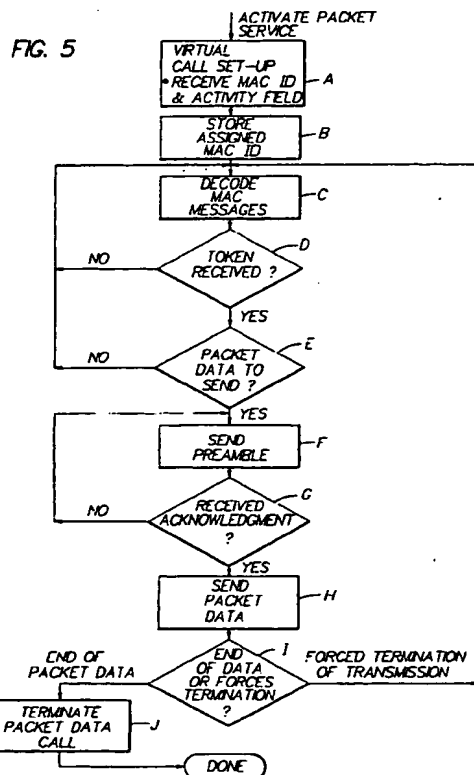 FIG. 5
ACTIVATE PACKET
SERVICE
VIRTUAL
CALL SET-UP
• RECEIVE MAC ID
& ACTIVITY FIELD
A
STORE
ASSIGNED
MAC ID
B
DECODE
MAC
MESSAGES
C
D
TOKEN
RECEIVED ?
NO
YES
E
PACKET
DATA TO
SEND ?
NO
YES
SEND
PREAMBLE
F
G
RECEIVED
ACKNOWLEDGMENT
?
NO
YES
SEND
PACKET
DATA
H
I
END
OF DATA
OR FORCES
TERMINATION
?
END OF
PACKET DATA
FORCED TERMINATION
OF TRANSMISSION
TERMINATE
PACKET DATA
CALL
J
DONE